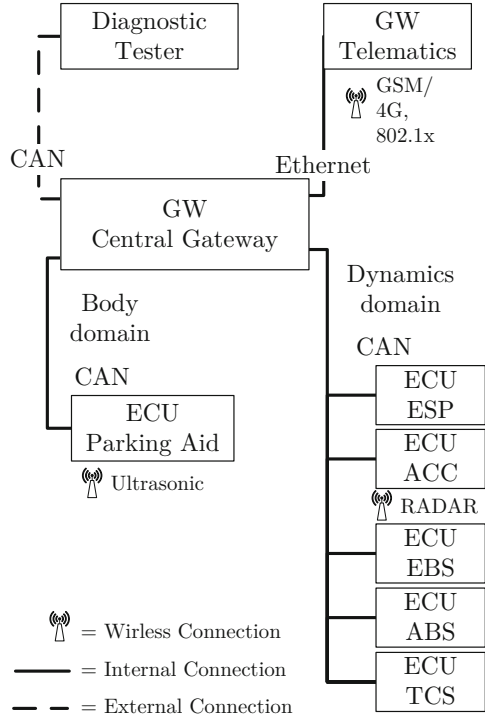 Diagnostic
Tester
GW
Telematics
GSM/
4G,
802.1x
CAN
Ethernet
GW
Central Gateway
Body
domain
Dynamics
domain
CAN
CAN
ECU
Parking Aid
Ultrasonic
ECU
ESP
ECU
ACC
RADAR
ECU
EBS
ECU
ABS
ECU
TCS
= Wirless Connection
= Internal Connection
= External Connection